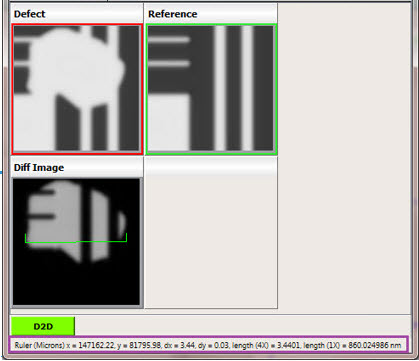 Defect Reference
Diff Image
D2D
Ruler (Microns) x = 147162.22, y = 81795.98, dx = 3.44, dy = 0.03, length (4X) = 3.4401, length (1X) = 860.024986 nm